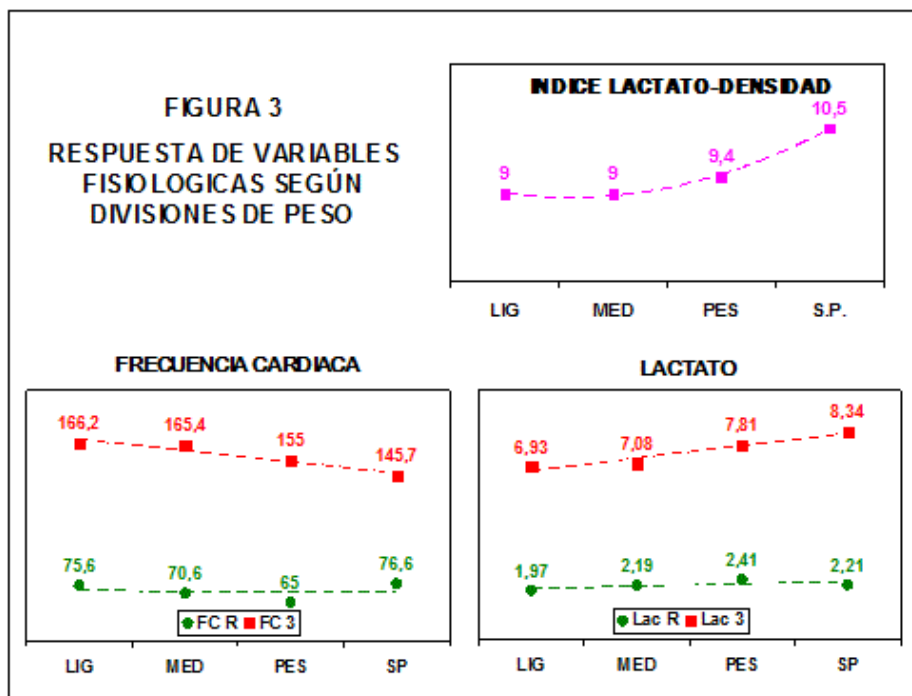 FIGURA 3
RESPUESTA DE VARIABLES
FISIOLOGICAS SEGÚN
DIVISIONES DE PESO
INDICE LACTATO-DENSIDAD
9 9 9,4 10,5
LIG MED PES S.P.
FRECUENCIA CARDIACA
166,2 165,4 155 145,7
75,6 70,6 65 76,6
FC R FC 3
LIG MED PES SP
LACTATO
6,93 7,08 7,81 8,34
1,97 2,19 2,41 2,21
Lac R Lac 3
LIG MED PES SP